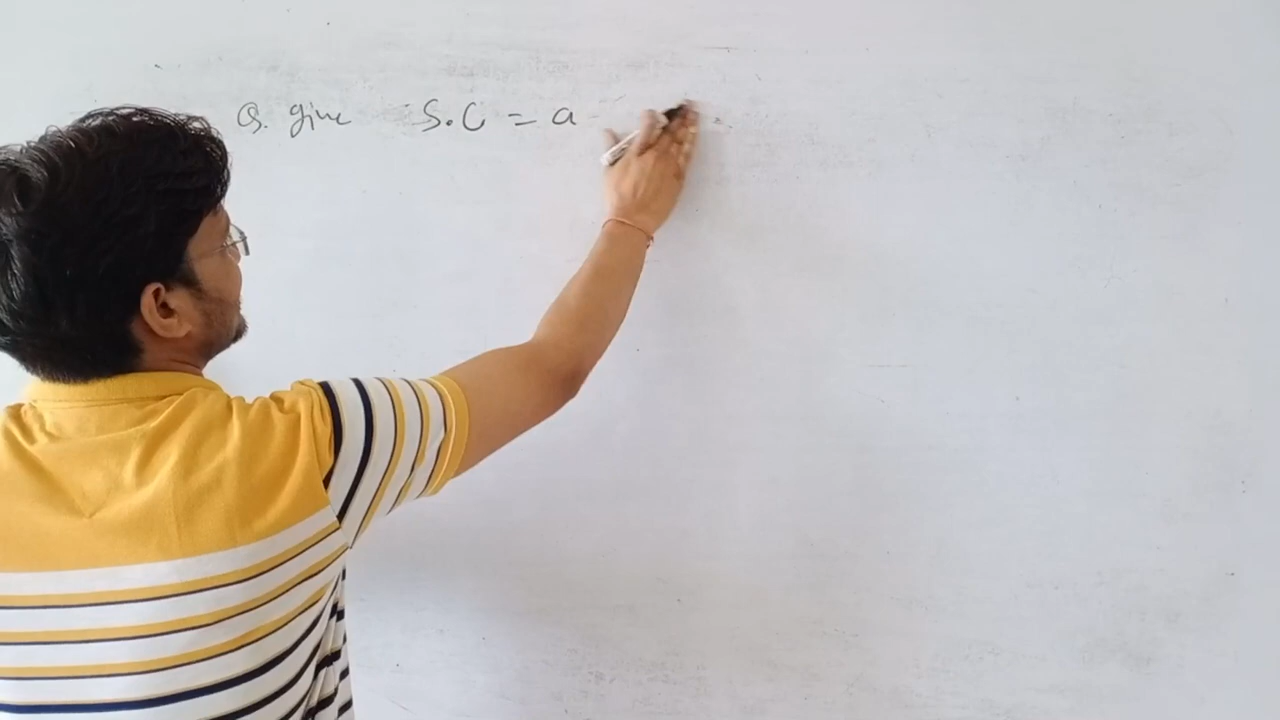 Q. give S.C = a